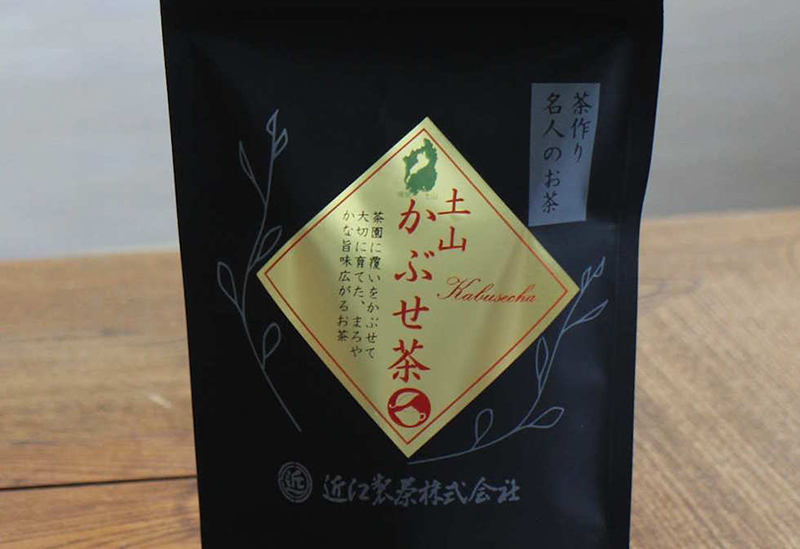 茶作り
名人のお茶
土山
かぶせ茶
Kabusecha
茶園に覆いをかぶせて
大切に育てた、まろや
かな旨味広がるお茶
近
近江製茶株式会社